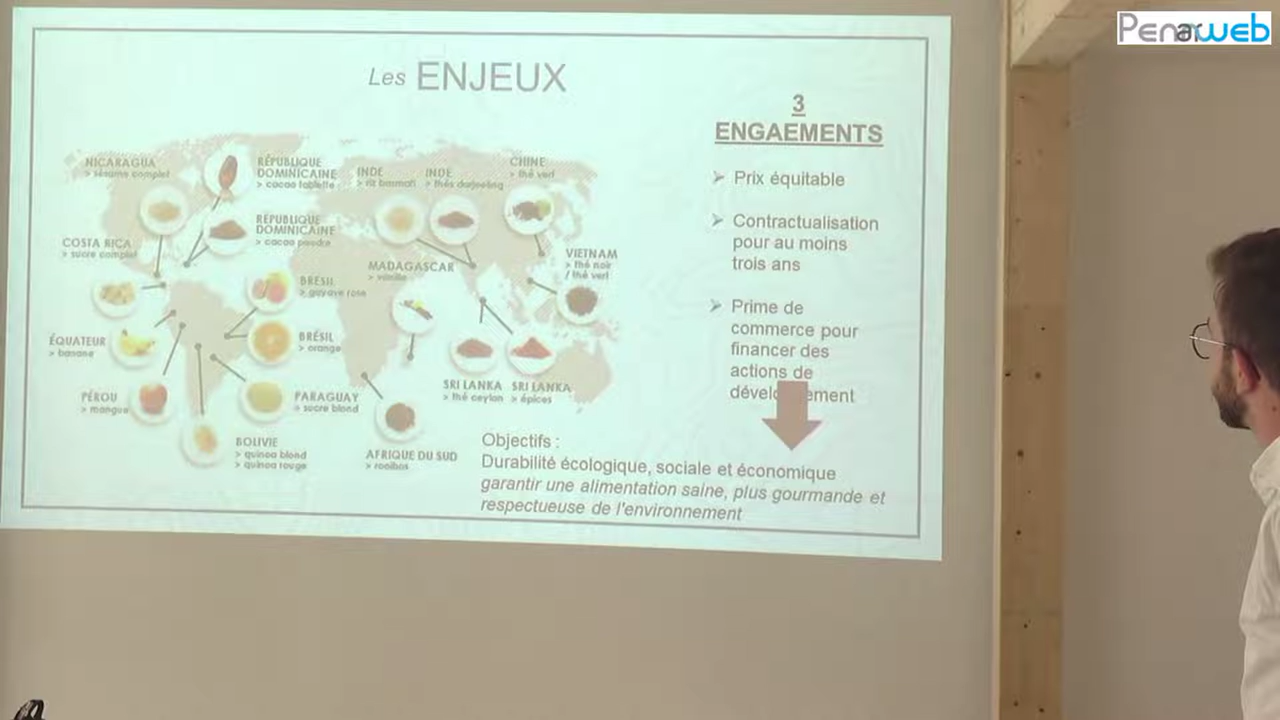 Penarweb
Les ENJEUX
NICARAGUA
> sésame complet
RÉPUBLIQUE
DOMINICAINE
> cacao tablette
INDE
> riz basmati
INDE
> thés darjeeling
CHINE
> thé vert
RÉPUBLIQUE
DOMINICAINE
> cacao poudre
COSTA RICA
> sucre complet
MADAGASCAR
> vanille
VIETNAM
> thé noir
/ thé vert
BRÉSIL
> goyave rose
ÉQUATEUR
> banane
BRÉSIL
> orange
PÉROU
> mangue
PARAGUAY
> sucre blond
SRI LANKA
> thé ceylan
SRI LANKA
> épices
BOLIVIE
> quinoa blond
> quinoa rouge
AFRIQUE DU SUD
> rooibos
3
ENGAEMENTS
Prix équitable
Contractualisation
pour au moins
trois ans
Prime de
commerce pour
financer des
actions de
Objectifs :
Durabilité écologique, sociale et économique
garantir une alimentation saine, plus gourmande et
respectueuse de l'environnement